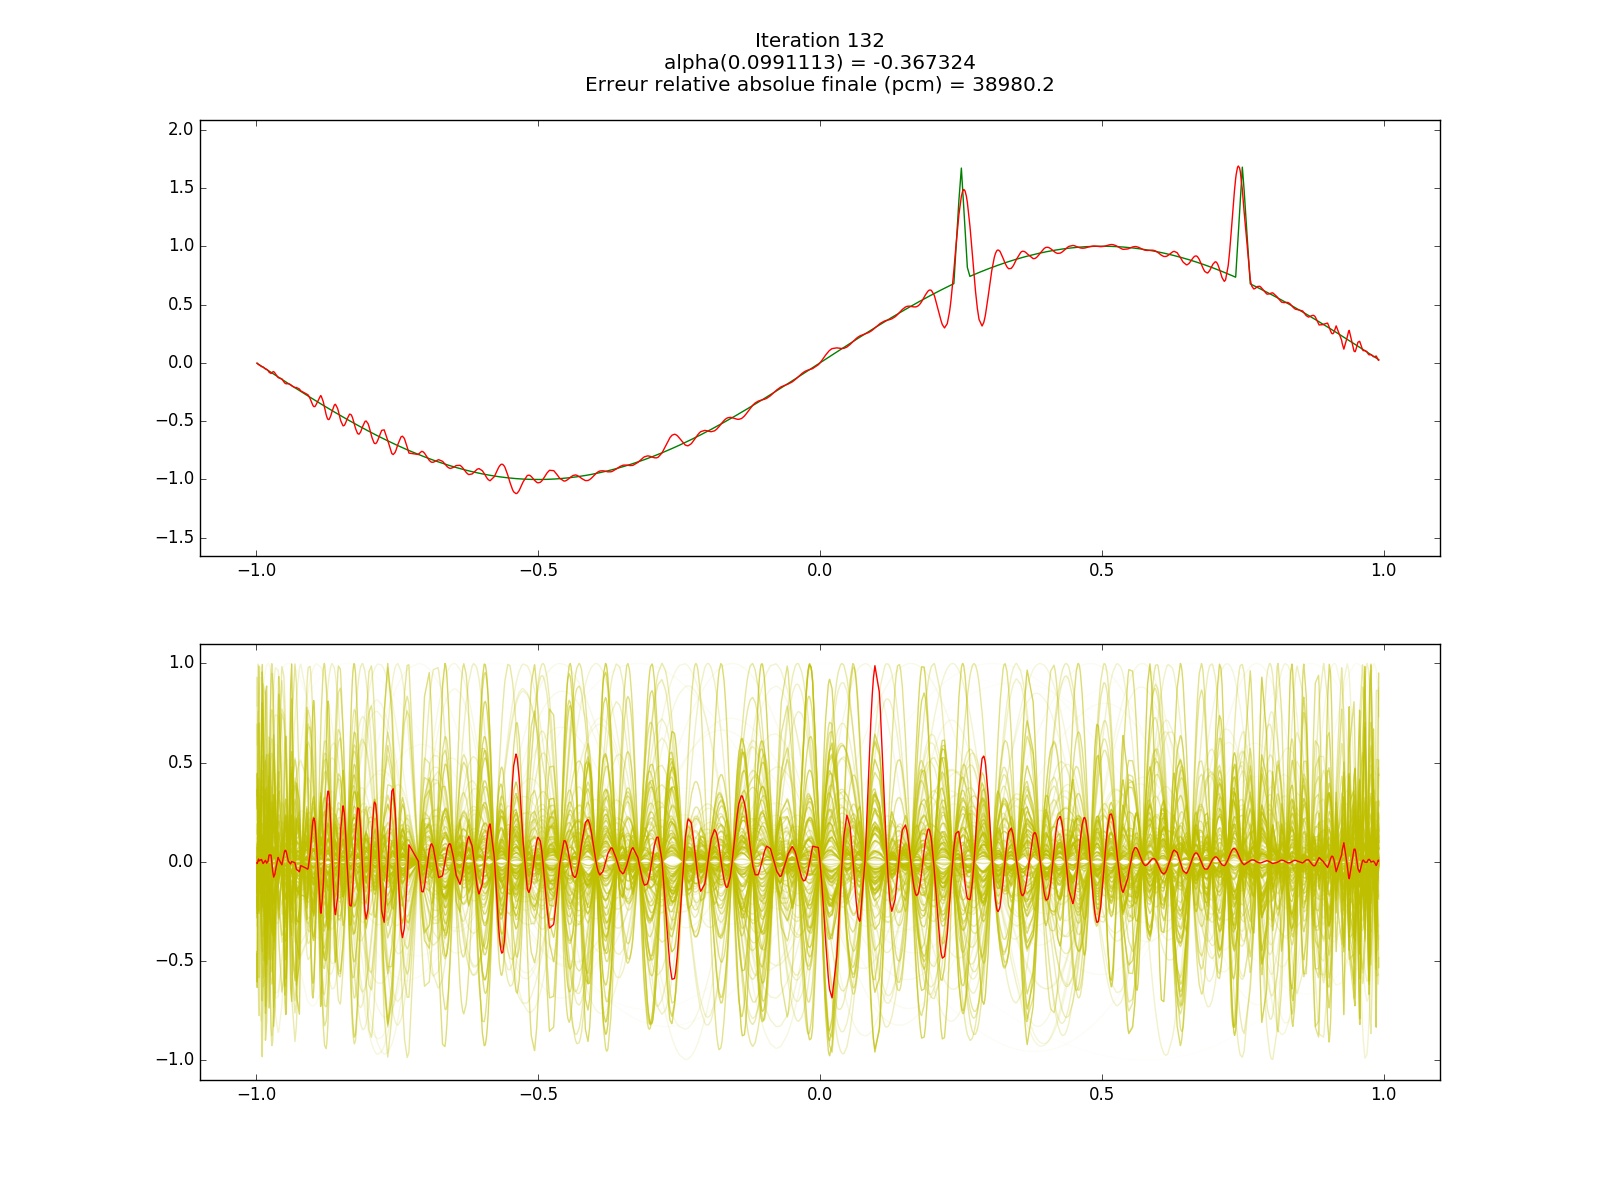 Iteration 132
alpha(0.0991113) = -0.367324
Erreur relative absolue finale (pcm) = 38980.2
2.0
1.5
1.0
0.5
0.0
−0.5
−1.0
−1.5
−1.0 −0.5 0.0 0.5 1.0
1.0
0.5
0.0
−0.5
−1.0
−1.0 −0.5 0.0 0.5 1.0